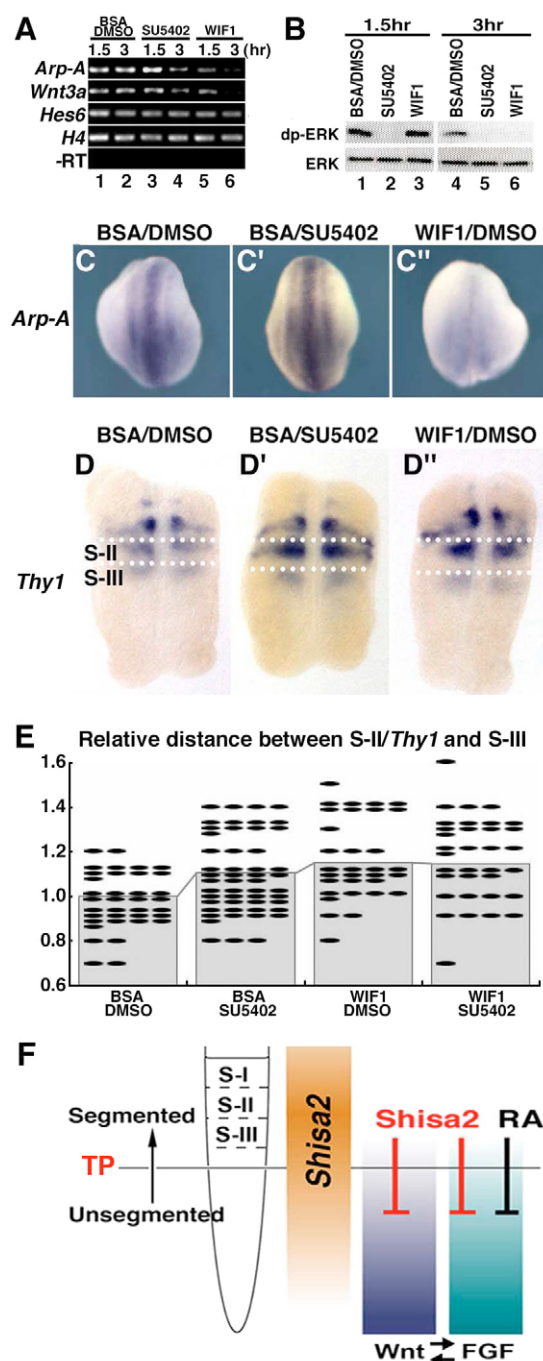 A
BSA DMSO SU5402 WIF1
1.5 3 1.5 3 1.5 3 (hr)
Arp-A
Wnt3a
Hes6
H4
-RT
1 2 3 4 5 6
B
1.5hr 3hr
BSA/DMSO SU5402 WIF1 BSA/DMSO SU5402 WIF1
dp-ERK
ERK
1 2 3 4 5 6
BSA/DMSO BSA/SU5402 WIF1/DMSO
C C' C"
Arp-A
BSA/DMSO BSA/SU5402 WIF1/DMSO
D D' D"
S-II
S-III
Thy1
E Relative distance between S-II/Thy1 and S-III
1.6
1.4
1.2
1.0
0.8
0.6
BSA DMSO
BSA SU5402
WIF1 DMSO
WIF1 SU5402
F
S-I
S-II
S-III
Segmented
TP
Unsegmented
Shisa2
Shisa2 RA
Wnt FGF